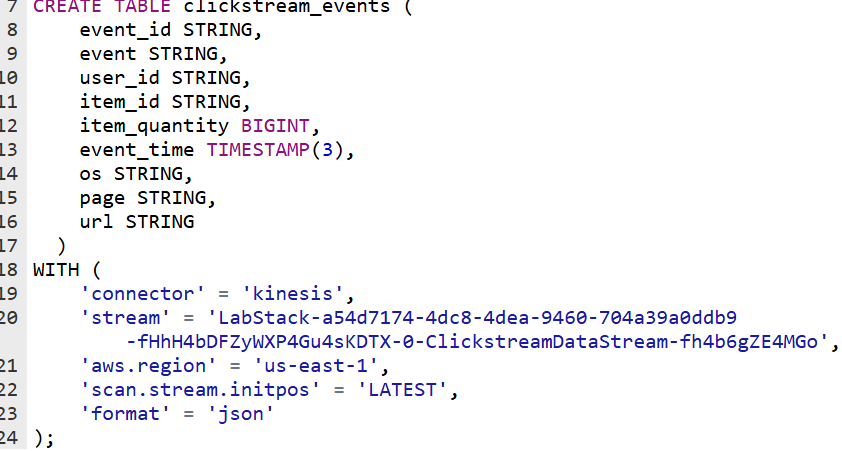 7 CREATE TABLE clickstream_events (
8 event_id STRING,
9 event STRING,
10 user_id STRING,
11 item_id STRING,
12 item_quantity BIGINT,
13 event_time TIMESTAMP(3),
14 os STRING,
15 page STRING,
16 url STRING
17 )
18 WITH (
19 'connector' = 'kinesis',
20 'stream' = 'LabStack-a54d7174-4dc8-4dea-9460-704a39a0ddb9
-fHhH4bDFZyWXP4Gu4sKDTX-0-ClickstreamDataStream-fh4b6gZE4MGo',
21 'aws.region' = 'us-east-1',
22 'scan.stream.initpos' = 'LATEST',
23 'format' = 'json'
24 );